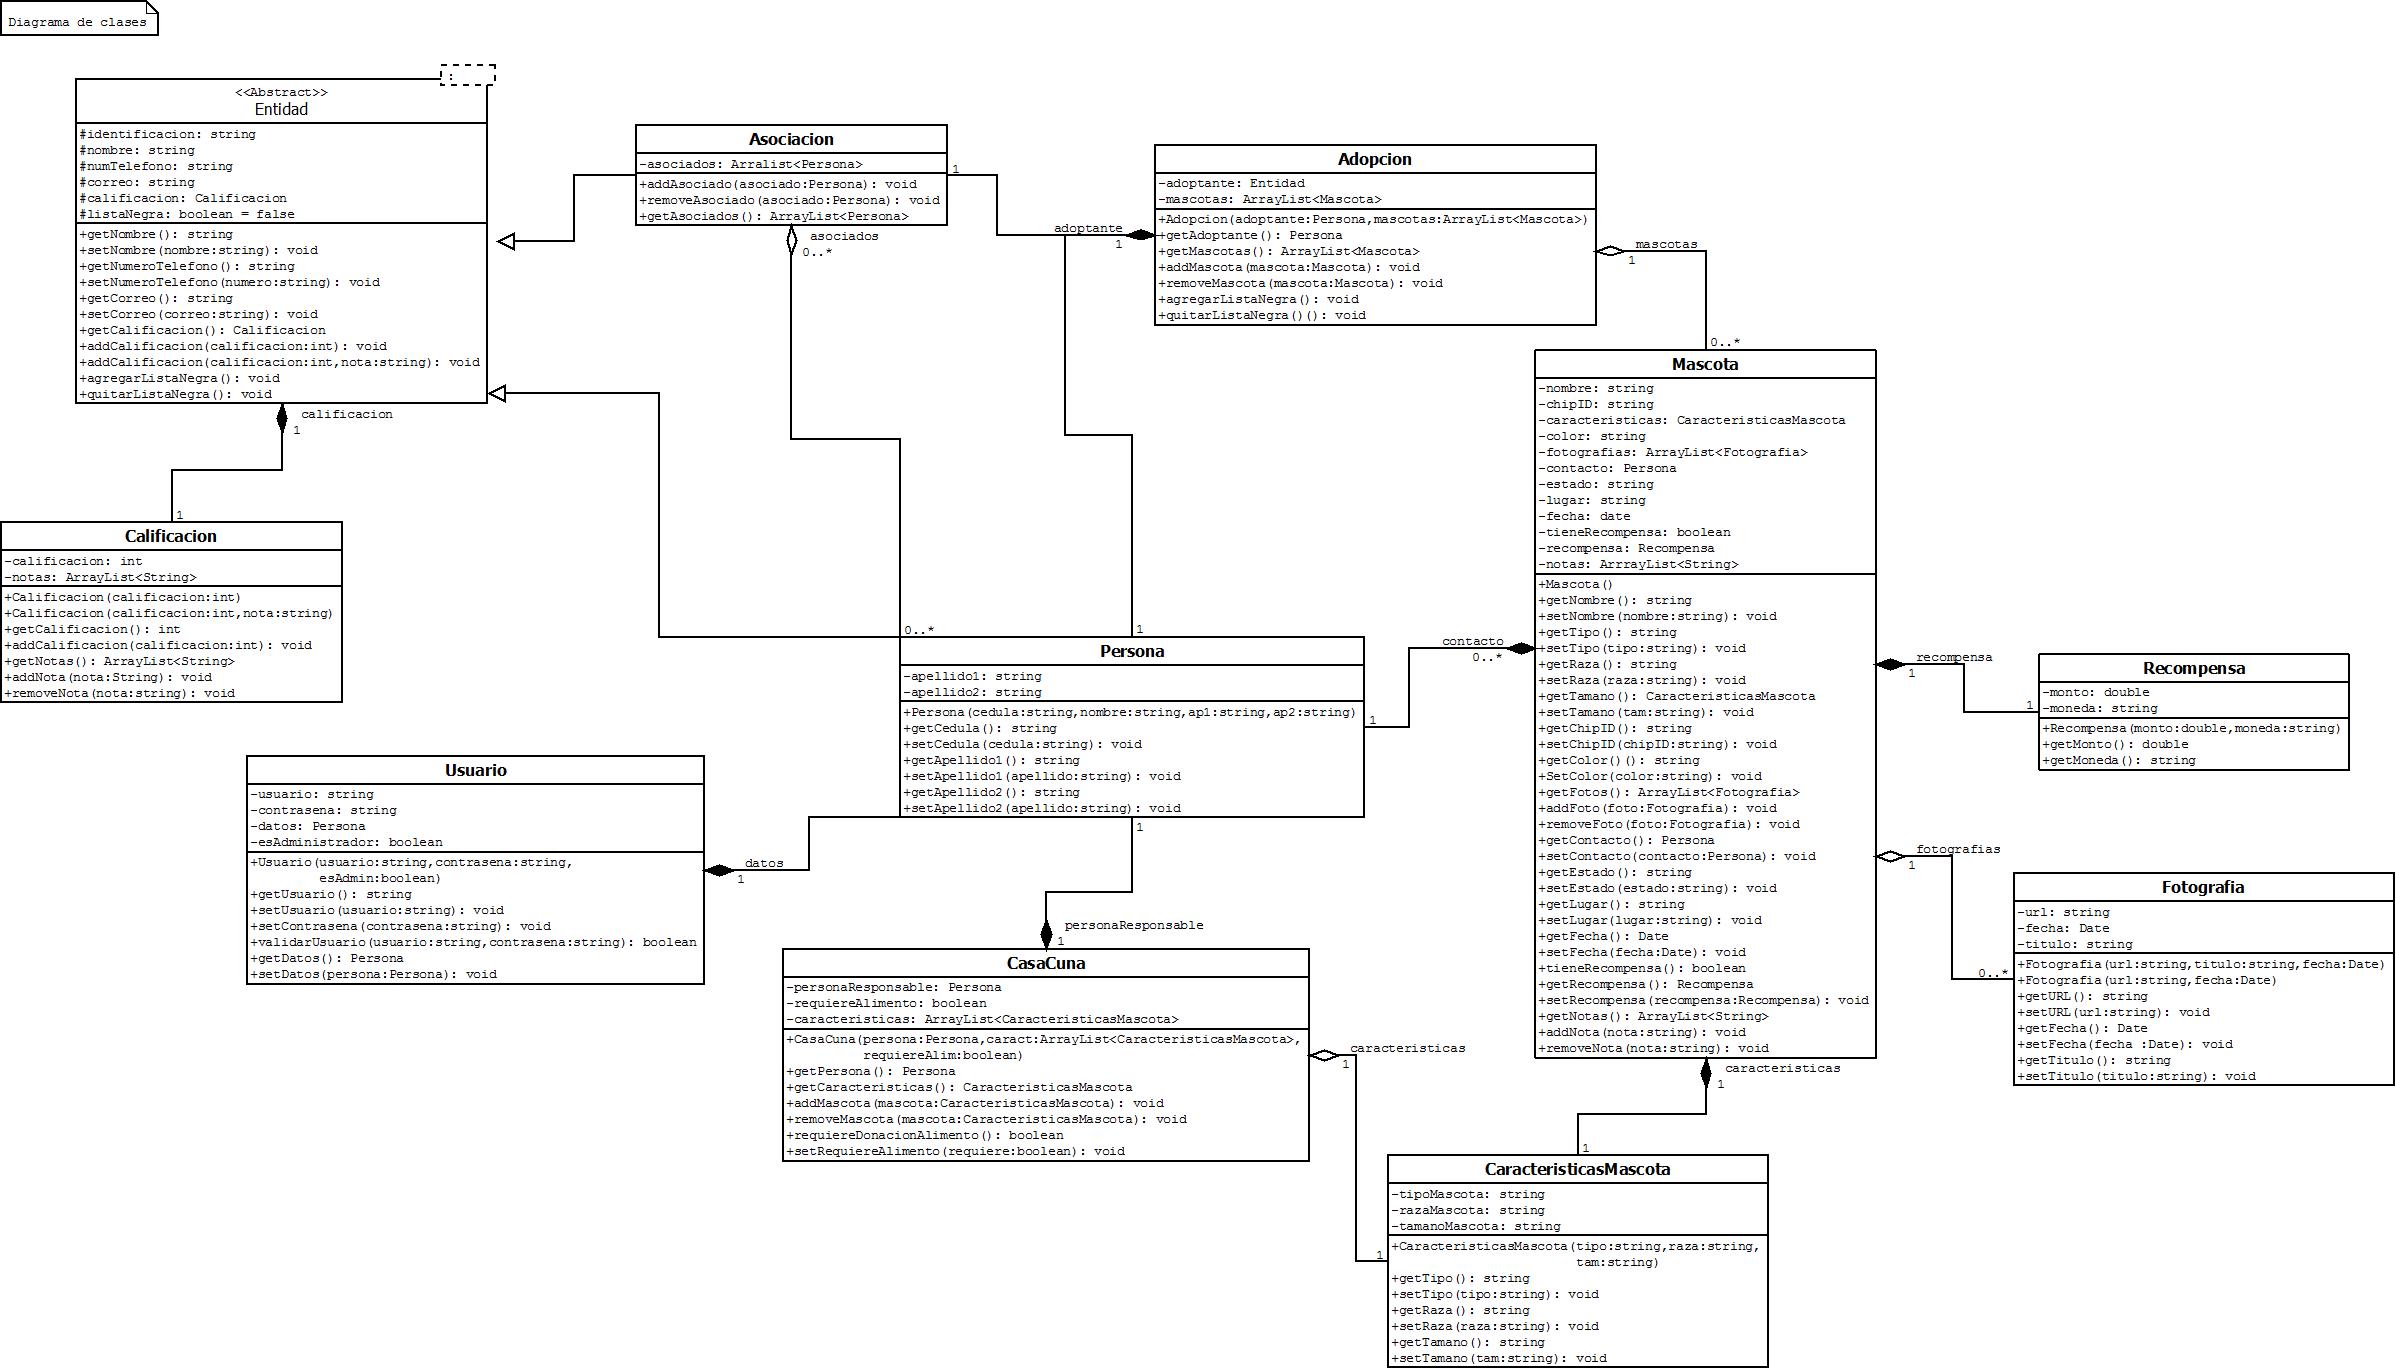 Diagrama de clases
:
<<Abstract>>
Entidad
#identificacion: string
#nombre: string
#numTelefono: string
#correo: string
#calificacion: Calificacion
#listaNegra: boolean = false
+getNombre(): string
+setNombre(nombre:string): void
+getNumeroTelefono(): string
+setNumeroTelefono(numero:string): void
+getCorreo(): string
+setCorreo(correo:string): void
+getCalificacion(): Calificacion
+addCalificacion(calificacion:int): void
+addCalificacion(calificacion:int,nota:string): void
+agregarListaNegra(): void
+quitarListaNegra(): void
calificacion
1
1
Asociacion
-asociados: Arralist<Persona>
+addAsociado(asociado:Persona): void
+removeAsociado(asociado:Persona): void
+getAsociados(): ArrayList<Persona>
1
asociados
0..*
adoptante
1
Adopcion
-adoptante: Entidad
-mascotas: ArrayList<Mascota>
+Adopcion(adoptante:Persona,mascotas:ArrayList<Mascota>)
+getAdoptante(): Persona
+getMascotas(): ArrayList<Mascota>
+addMascota(mascota:Mascota): void
+removeMascota(mascota:Mascota): void
+agregarListaNegra(): void
+quitarListaNegra()(): void
mascotas
1
0..*
Mascota
-nombre: string
-chipID: string
-caracteristicas: CaracteristicasMascota
-color: string
-fotografias: ArrayList<Fotografia>
-contacto: Persona
-estado: string
-lugar: string
-fecha: date
-tieneRecompensa: boolean
-recompensa: Recompensa
-notas: ArrrayList<String>
+Mascota()
+getNombre(): string
+setNombre(nombre:string): void
+getTipo(): string
+setTipo(tipo:string): void
+getRaza(): string
+setRaza(raza:string): void
+getTamano(): CaracteristicasMascota
+setTamano(tam:string): void
+getChipID(): string
+setChipID(chipID:string): void
+getColor()(): string
+SetColor(color:string): void
+getFotos(): ArrayList<Fotografia>
+addFoto(foto:Fotografia): void
+removeFoto(foto:Fotografia): void
+getContacto(): Persona
+setContacto(contacto:Persona): void
+getEstado(): string
+setEstado(estado:string): void
+getLugar(): string
+setLugar(lugar:string): void
+getFecha(): Date
+setFecha(fecha:Date): void
+tieneRecompensa(): boolean
+getRecompensa(): Recompensa
+setRecompensa(recompensa:Recompensa): void
+getNotas(): ArrayList<String>
+addNota(nota:string): void
+removeNota(nota:string): void
Calificacion
-calificacion: int
-notas: ArrayList<String>
+Calificacion(calificacion:int)
+Calificacion(calificacion:int,nota:string)
+getCalificacion(): int
+addCalificacion(calificacion:int): void
+getNotas(): ArrayList<String>
+addNota(nota:String): void
+removeNota(nota:string): void
0..*
1
Persona
-apellido1: string
-apellido2: string
+Persona(cedula:string,nombre:string,ap1:string,ap2:string)
+getCedula(): string
+setCedula(cedula:string): void
+getApellido1(): string
+setApellido1(apellido:string): void
+getApellido2(): string
+setApellido2(apellido:string): void
contacto
0..*
1
1
recompensa
1
1
Recompensa
-monto: double
-moneda: string
+Recompensa(monto:double,moneda:string)
+getMonto(): double
+getMoneda(): string
Usuario
-usuario: string
-contrasena: string
-datos: Persona
-esAdministrador: boolean
+Usuario(usuario:string,contrasena:string,
esAdmin:boolean)
+getUsuario(): string
+setUsuario(usuario:string): void
+setContrasena(contrasena:string): void
+validarUsuario(usuario:string,contrasena:string): boolean
+getDatos(): Persona
+setDatos(persona:Persona): void
datos
1
personaResponsable
1
CasaCuna
-personaResponsable: Persona
-requiereAlimento: boolean
-caracteristicas: ArrayList<CaracteristicasMascota>
+CasaCuna(persona:Persona,caract:ArrayList<CaracteristicasMascota>,
requiereAlim:boolean)
+getPersona(): Persona
+getCaracteristicas(): CaracteristicasMascota
+addMascota(mascota:CaracteristicasMascota): void
+removeMascota(mascota:CaracteristicasMascota): void
+requiereDonacionAlimento(): boolean
+setRequiereAlimento(requiere:boolean): void
caracteristicas
1
1
fotografias
1
0..*
Fotografia
-url: string
-fecha: Date
-titulo: string
+Fotografia(url:string,titulo:string,fecha:Date)
+Fotografia(url:string,fecha:Date)
+getURL(): string
+setURL(url:string): void
+getFecha(): Date
+setFecha(fecha :Date): void
+getTitulo(): string
+setTitulo(titulo:string): void
caracteristicas
1
1
CaracteristicasMascota
-tipoMascota: string
-razaMascota: string
-tamanoMascota: string
+CaracteristicasMascota(tipo:string,raza:string,
tam:string)
+getTipo(): string
+setTipo(tipo:string): void
+getRaza(): string
+setRaza(raza:string): void
+getTamano(): string
+setTamano(tam:string): void